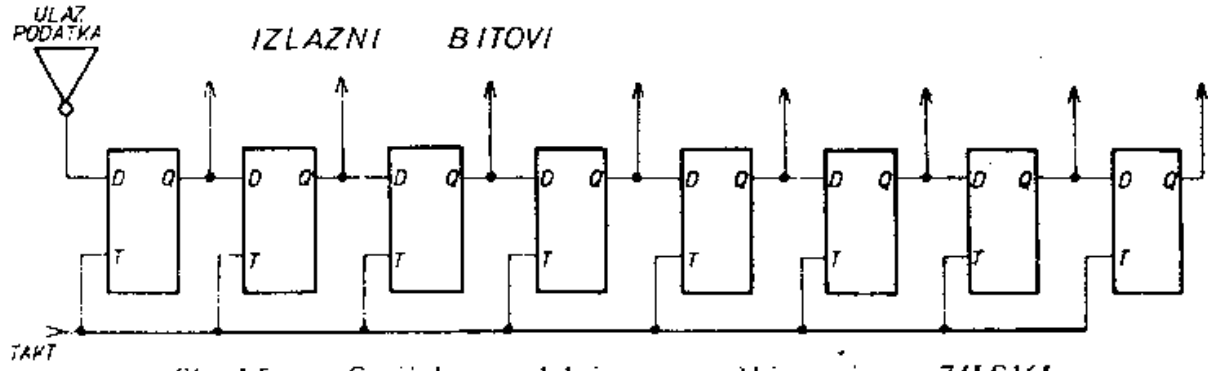 ULAZ
PODATKA
IZLAZNI BITOVI
D Q D Q D Q D Q D Q D Q D Q D Q
T T T T T T T T
TAKT